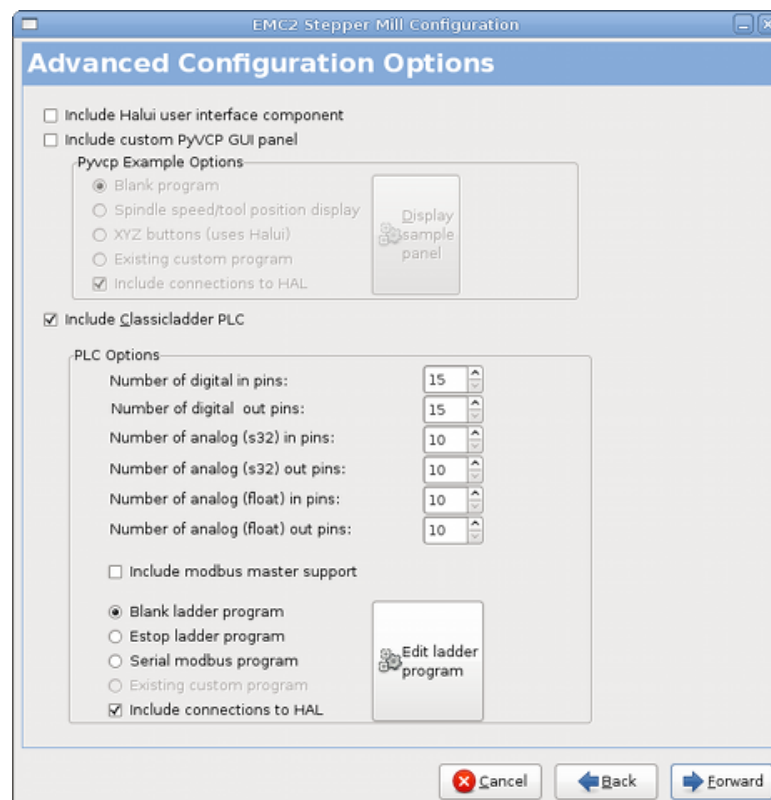 EMC2 Stepper Mill Configuration
Advanced Configuration Options
Include Halui user interface component
Include custom PyVCP GUI panel
Pyvcp Example Options
Blank program
Spindle speed/tool position display
XYZ buttons (uses Halui)
Existing custom program
Include connections to HAL
Display
sample
panel
Include Classicladder PLC
PLC Options
Number of digital in pins: 15
Number of digital  out pins: 15
Number of analog (s32) in pins: 10
Number of analog (s32) out pins: 10
Number of analog (float) in pins: 10
Number of analog (float) out pins: 10
Include modbus master support
Blank ladder program
Estop ladder program
Serial modbus program
Existing custom program
Include connections to HAL
Edit ladder
program
Cancel Back Forward